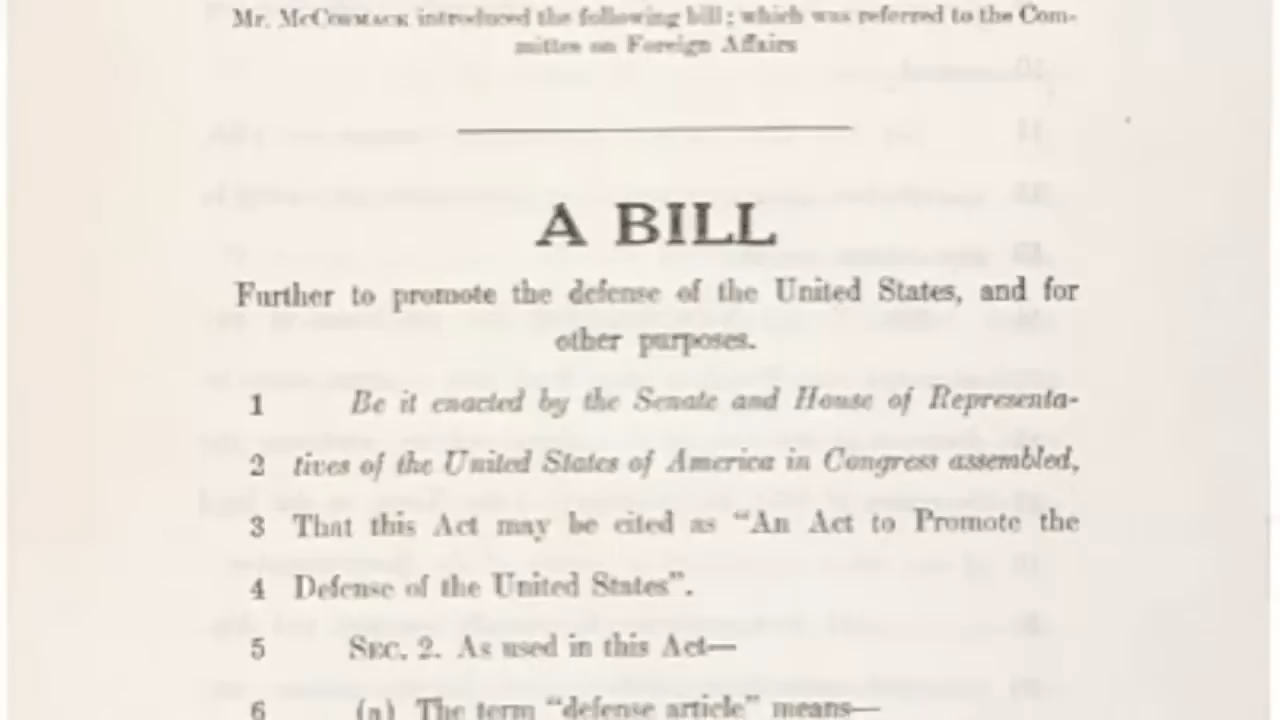 Mr. McCORMACK introduced the following bill; which was referred to the Com-
mittee on Foreign Affairs
A BILL
Further to promote the defense of the United States, and for
other purposes.
1 Be it enacted by the Senate and House of Representa-
2 tives of the United States of America in Congress assembled,
3 That this Act may be cited as “An Act to Promote the
4 Defense of the United States”.
5 SEC. 2. As used in this Act—
6 (a) The term “defense article” means—